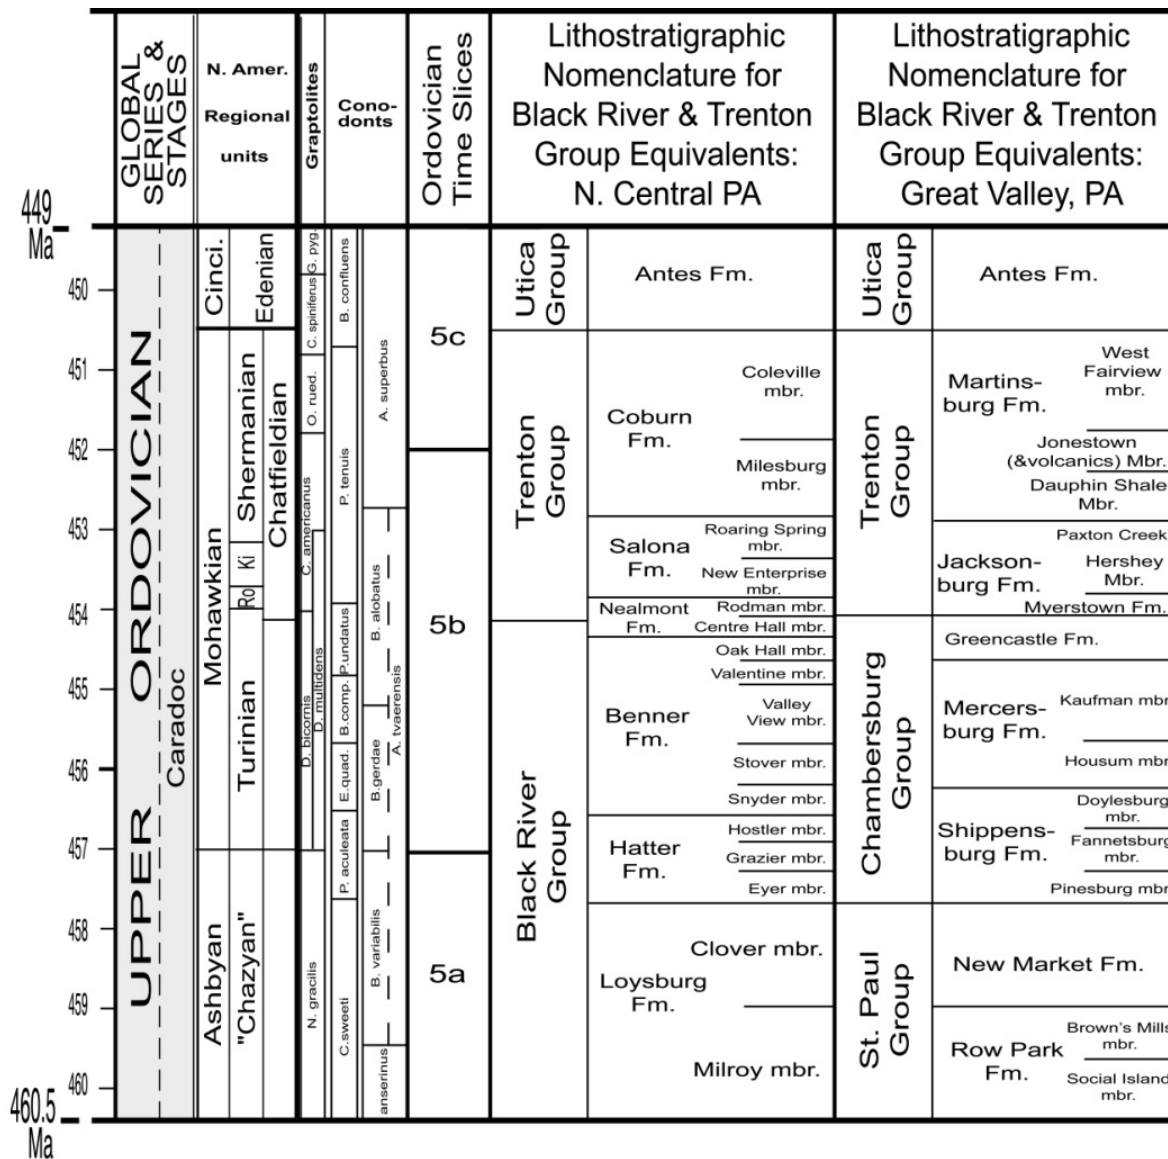 GLOBAL
SERIES &
STAGES
N. Amer.
Regional
units
Graptolites
Cono-
donts
Ordovician
Time Slices
Lithostratigraphic
Nomenclature for
Black River & Trenton
Group Equivalents:
N. Central PA
Lithostratigraphic
Nomenclature for
Black River & Trenton
Group Equivalents:
Great Valley, PA
449
Ma
450
451
452
453
454
455
456
457
458
459
460
460.5
Ma
UPPER ORDOVICIAN
Caradoc
Cinci.
Mohawkian
Ashbyan
Edenian
Shermanian
Ki
Ro
Chatfieldian
Turinian
"Chazyan"
G. pyg.
C. spiniferus
O. rued.
C. americanus
D. bicornis
D. multidens
N. gracilis
B. confluens
P. tenuis
P.undatus
B.comp.
E.quad.
P. aculeata
C.sweeti
A. superbus
B. alobatus
A. tvaerensis
B.gerdae
B. variabilis
anserinus
5c
5b
5a
Utica
Group
Trenton
Group
Black River
Group
Antes Fm.
Coburn
Fm.
Coleville
mbr.
Milesburg
mbr.
Salona
Fm.
Roaring Spring
mbr.
New Enterprise
mbr.
Nealmont
Fm.
Rodman mbr.
Centre Hall mbr.
Oak Hall mbr.
Benner
Fm.
Valentine mbr.
Valley
View mbr.
Stover mbr.
Snyder mbr.
Hatter
Fm.
Hostler mbr.
Grazier mbr.
Eyer mbr.
Loysburg
Fm.
Clover mbr.
Milroy mbr.
Utica
Group
Trenton
Group
Chambersburg
Group
St. Paul
Group
Antes Fm.
Martins-
burg Fm.
West
Fairview
mbr.
Jonestown
(&volcanics) Mbr.
Dauphin Shale
Mbr.
Jackson-
burg Fm.
Paxton Creek
Hershey
Mbr.
Myerstown Fm.
Greencastle Fm.
Mercers-
burg Fm.
Kaufman mbr
Housum mbr
Shippens-
burg Fm.
Doylesburg
mbr.
Fannetsburg
mbr.
Pinesburg mbr
New Market Fm.
Row Park
Fm.
Brown's Mills
mbr.
Social Island
mbr.